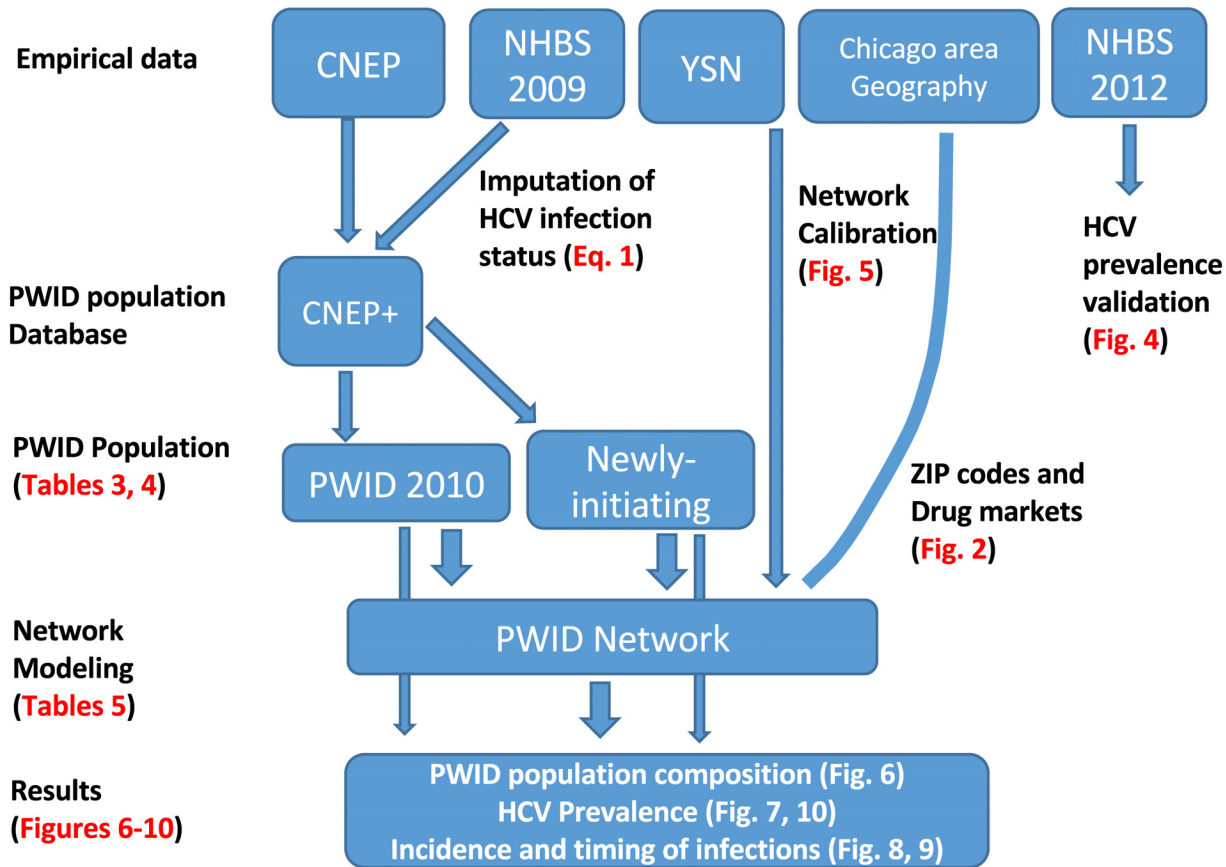 Empirical data
CNEP
NHBS
2009
YSN
Chicago area
Geography
NHBS
2012
Imputation of
HCV infection
status (Eq. 1)
Network
Calibration
(Fig. 5)
HCV
prevalence
validation
(Fig. 4)
PWID population
Database
CNEP+
PWID Population
(Tables 3, 4)
PWID 2010
Newly-
initiating
ZIP codes and
Drug markets
(Fig. 2)
Network
Modeling
(Tables 5)
PWID Network
Results
(Figures 6-10)
PWID population composition (Fig. 6)
HCV Prevalence (Fig. 7, 10)
Incidence and timing of infections (Fig. 8, 9)